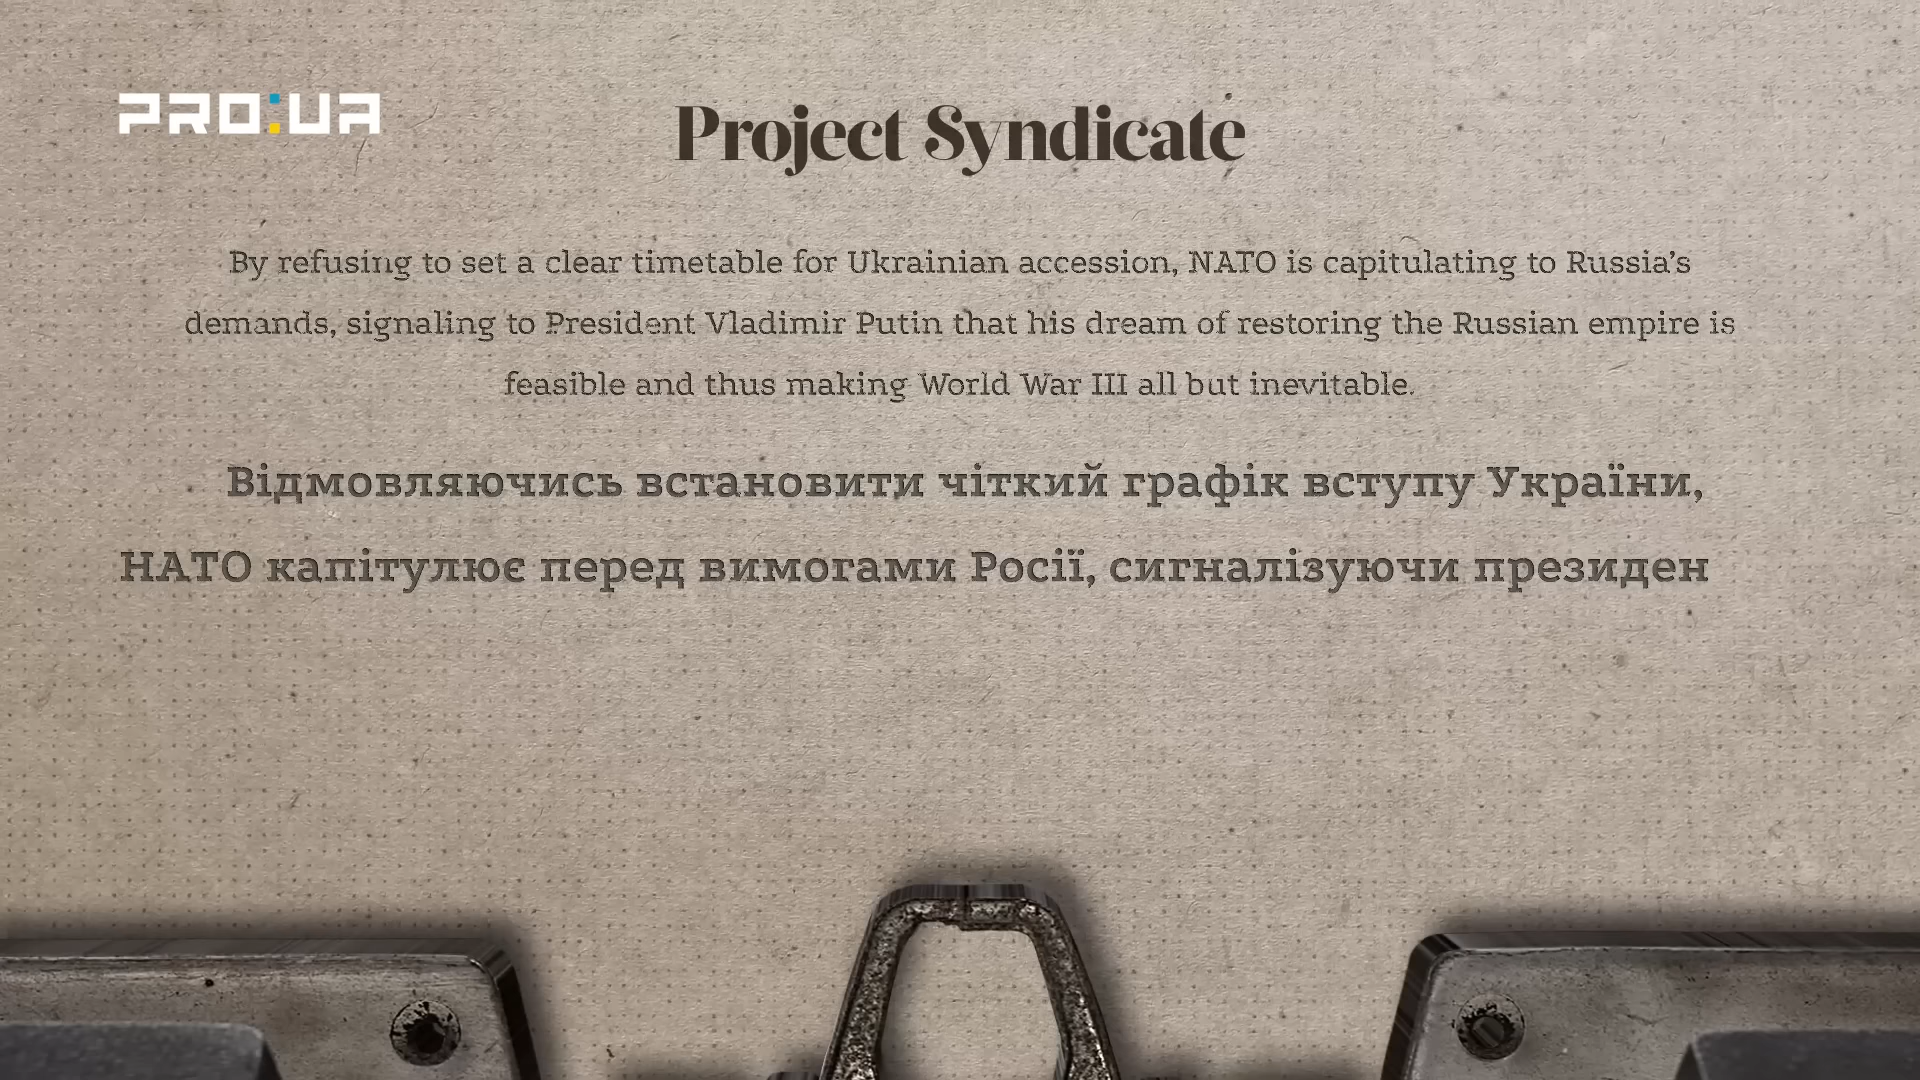 PRO:UA
Project Syndicate
By refusing to set a clear timetable for Ukrainian accession, NATO is capitulating to Russia’s
demands, signaling to President Vladimir Putin that his dream of restoring the Russian empire is
feasible and thus making World War III all but inevitable.
Відмовляючись встановити чіткий графік вступу України,
НАТО капітулює перед вимогами Росії, сигналізуючи президен